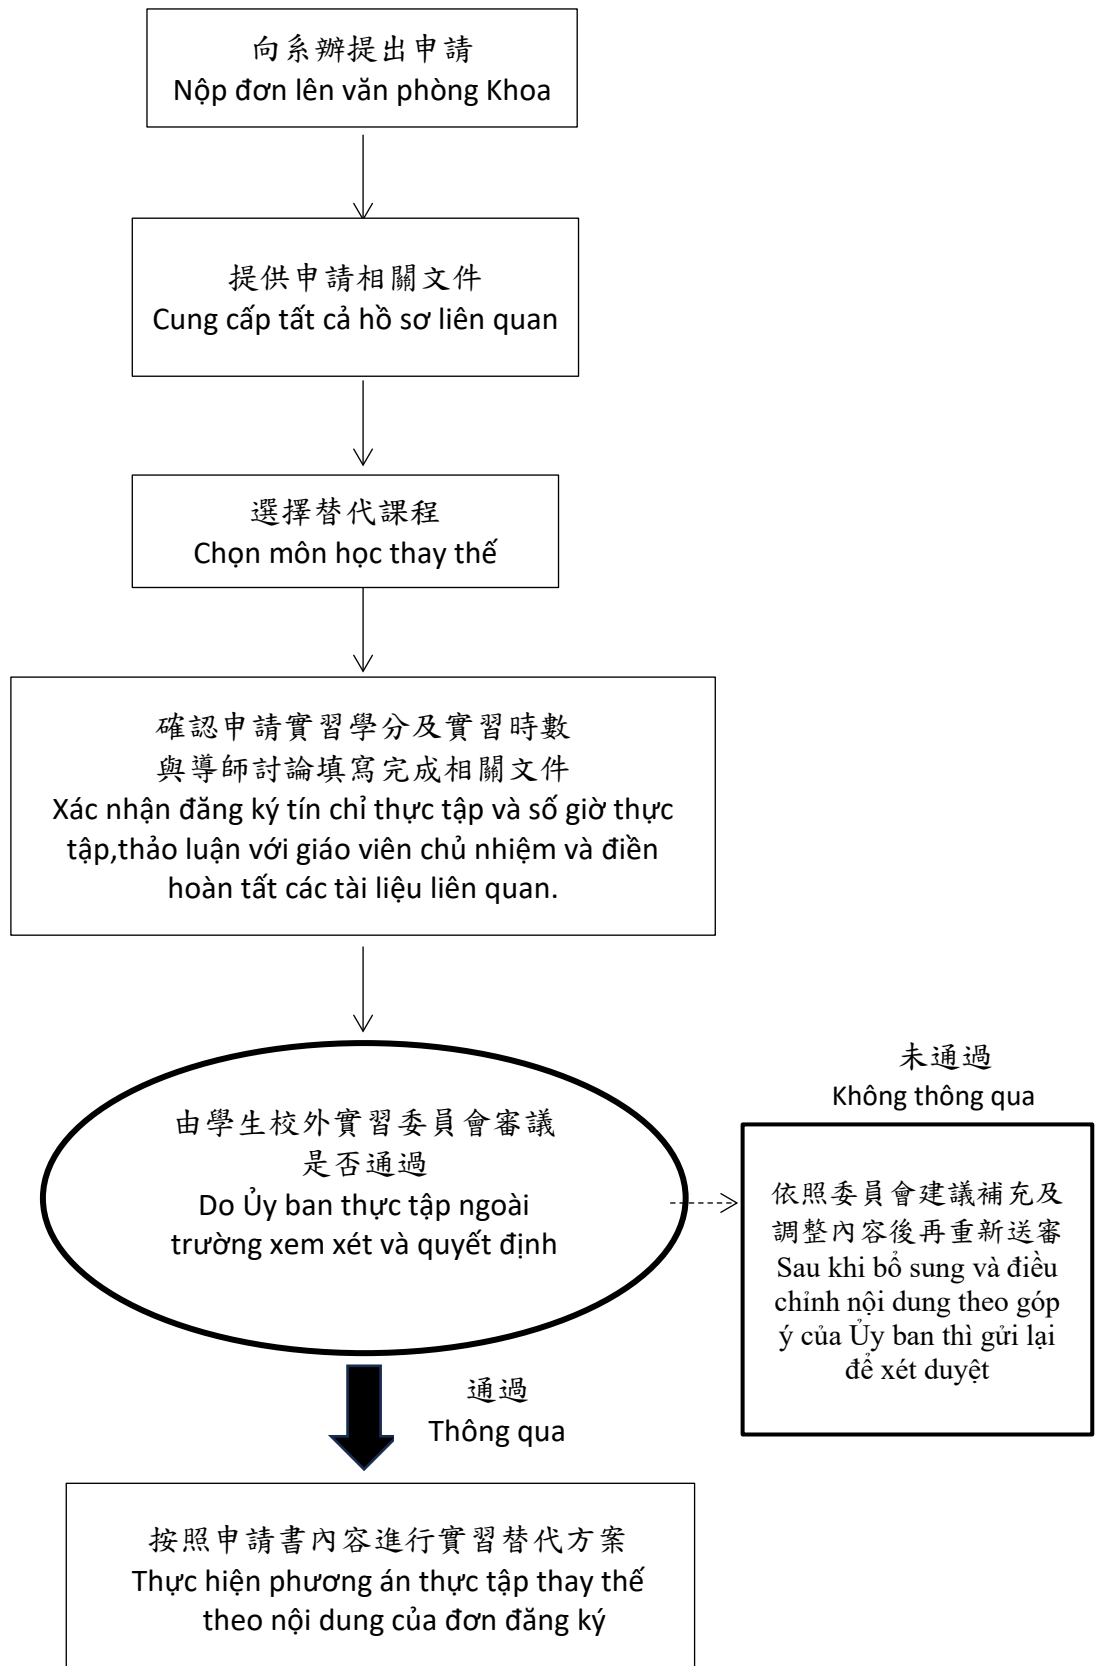 向系辦提出申請
Nộp đơn lên văn phòng Khoa
提供申請相關文件
Cung cấp tất cả hồ sơ liên quan
選擇替代課程
Chọn môn học thay thế
確認申請實習學分及實習時數
與導師討論填寫完成相關文件
Xác nhận đăng ký tín chỉ thực tập và số giờ thực
tập,thảo luận với giáo viên chủ nhiệm và điền
hoàn tất các tài liệu liên quan.
由學生校外實習委員會審議
是否通過
Do Ủy ban thực tập ngoài
trường xem xét và quyết định
未通過
Không thông qua
依照委員會建議補充及
調整內容後再重新送審
Sau khi bổ sung và điều
chỉnh nội dung theo góp
ý của Ủy ban thì gửi lại
để xét duyệt
通過
Thông qua
按照申請書內容進行實習替代方案
Thực hiện phương án thực tập thay thế
theo nội dung của đơn đăng ký